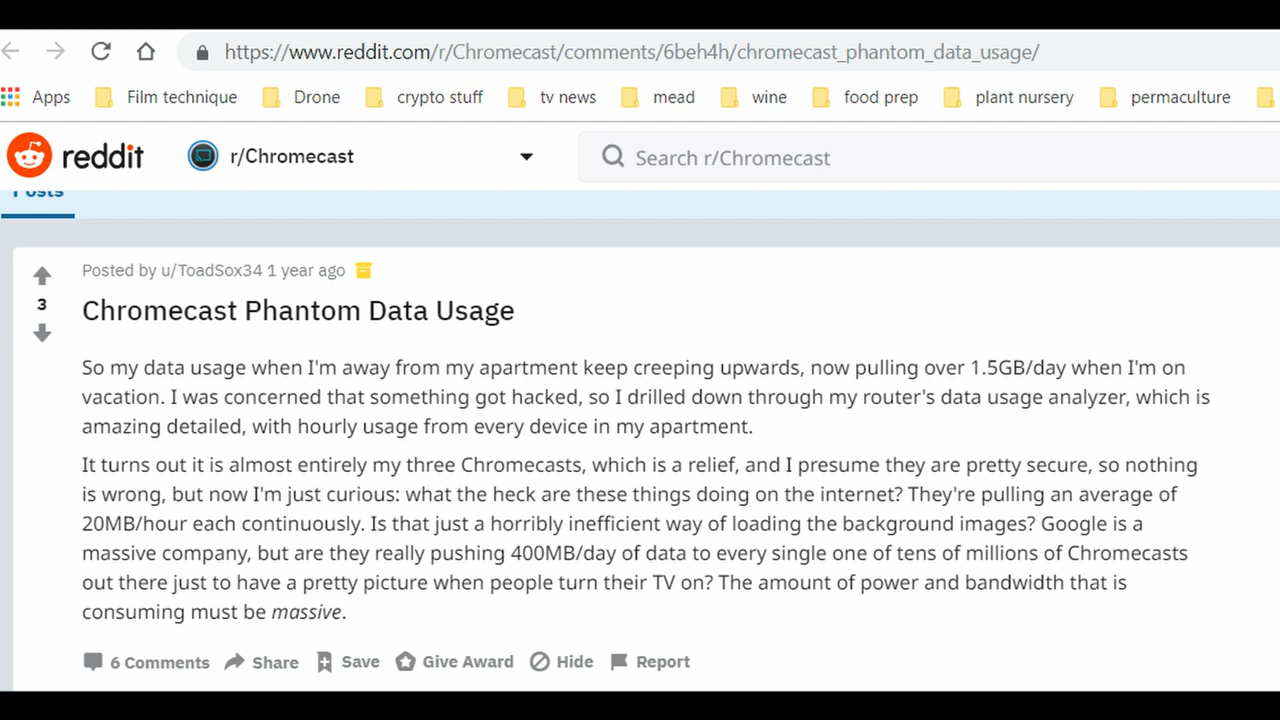 https://www.reddit.com/r/Chromecast/comments/6beh4h/chromecast_phantom_data_usage/
Apps Film technique Drone crypto stuff tv news mead wine food prep plant nursery permaculture
reddit r/Chromecast Search r/Chromecast
Posts
Posted by u/ToadSox34 1 year ago
3
Chromecast Phantom Data Usage
So my data usage when I'm away from my apartment keep creeping upwards, now pulling over 1.5GB/day when I'm on
vacation. I was concerned that something got hacked, so I drilled down through my router's data usage analyzer, which is
amazing detailed, with hourly usage from every device in my apartment.
It turns out it is almost entirely my three Chromecasts, which is a relief, and I presume they are pretty secure, so nothing
is wrong, but now I'm just curious: what the heck are these things doing on the internet? They're pulling an average of
20MB/hour each continuously. Is that just a horribly inefficient way of loading the background images? Google is a
massive company, but are they really pushing 400MB/day of data to every single one of tens of millions of Chromecasts
out there just to have a pretty picture when people turn their TV on? The amount of power and bandwidth that is
consuming must be massive.
6 Comments Share Save Give Award Hide Report